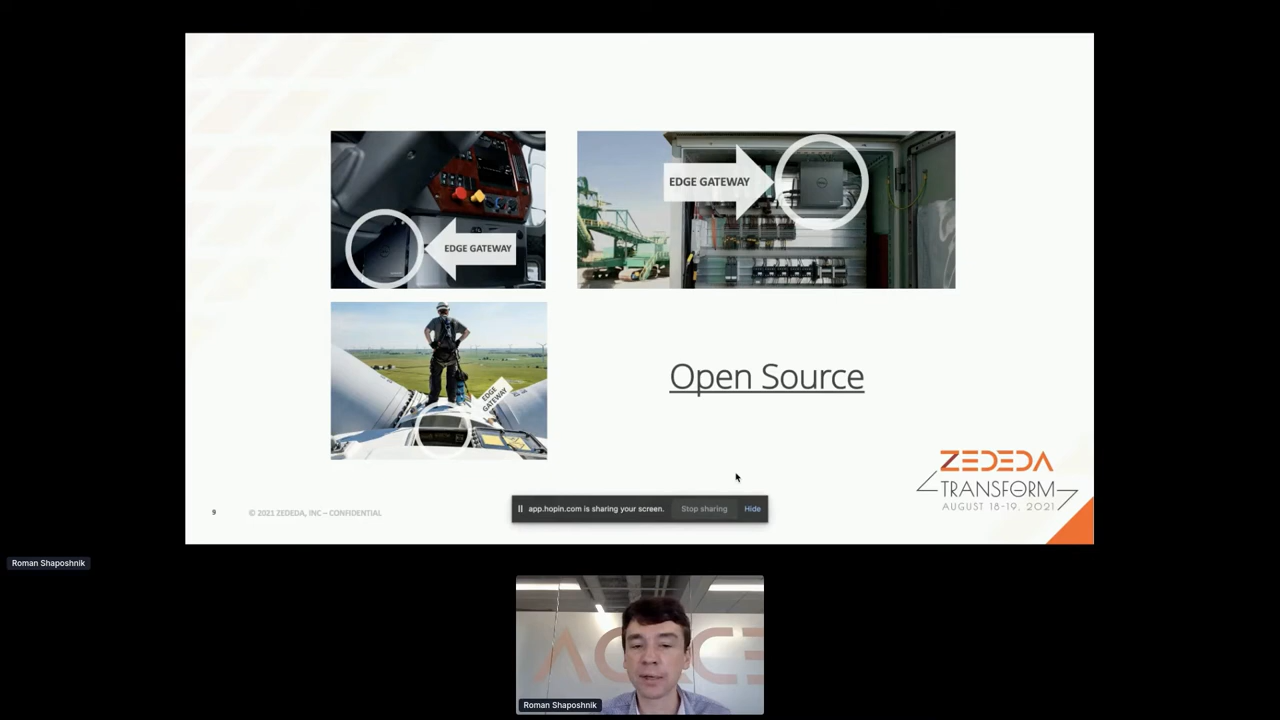 EDGE GATEWAY
EDGE GATEWAY
EDGE
GATEWAY
Open Source
ZEDEDA
TRANSFORM
AUGUST 18-19, 2021
9
© 2021 ZEDEDA, INC – CONFIDENTIAL
app.hopin.com is sharing your screen.
Stop sharing
Hide
Roman Shaposhnik
Roman Shaposhnik